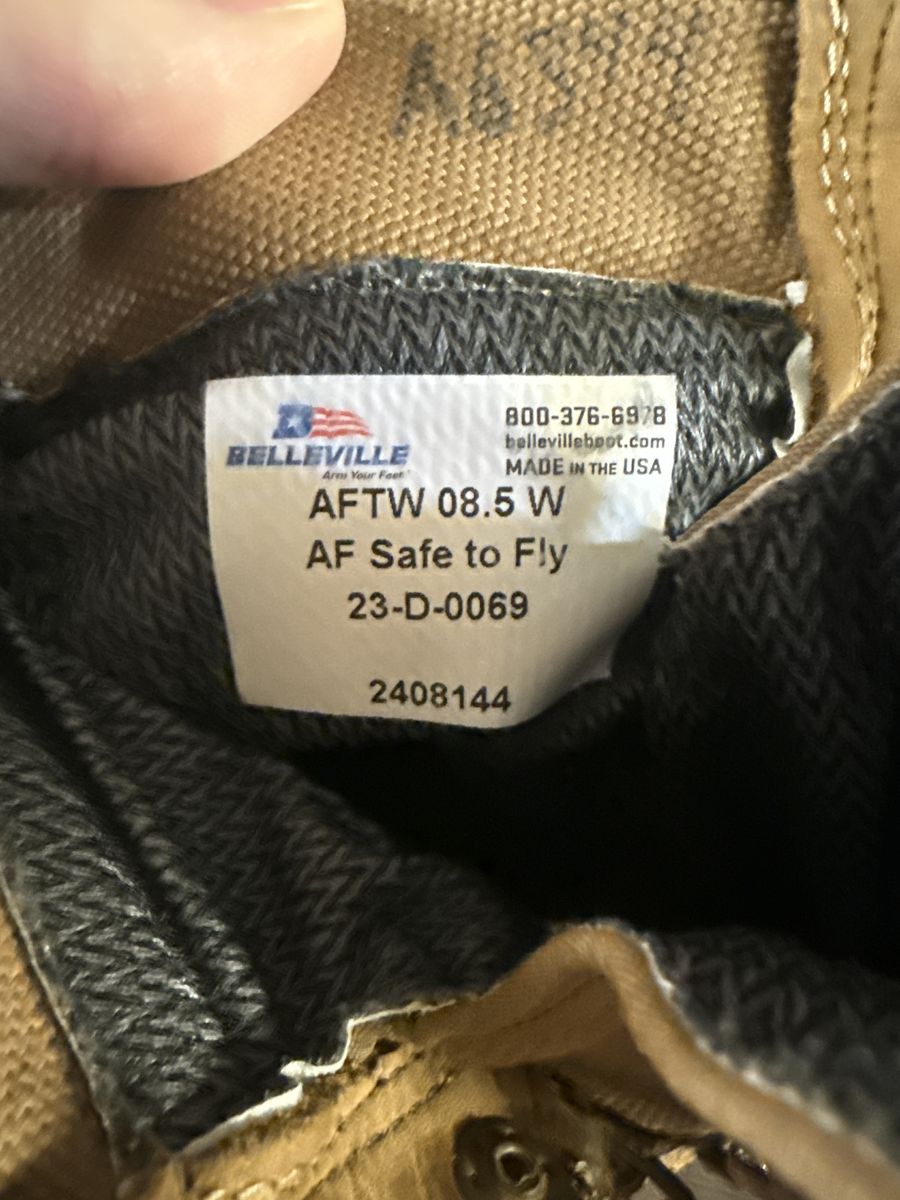 BELLEVILLE
Arm Your Feet
800-376-6978
bellevilleboot.com
MADE IN THE USA
AFTW 08.5 W
AF Safe to Fly
23-D-0069
2408144